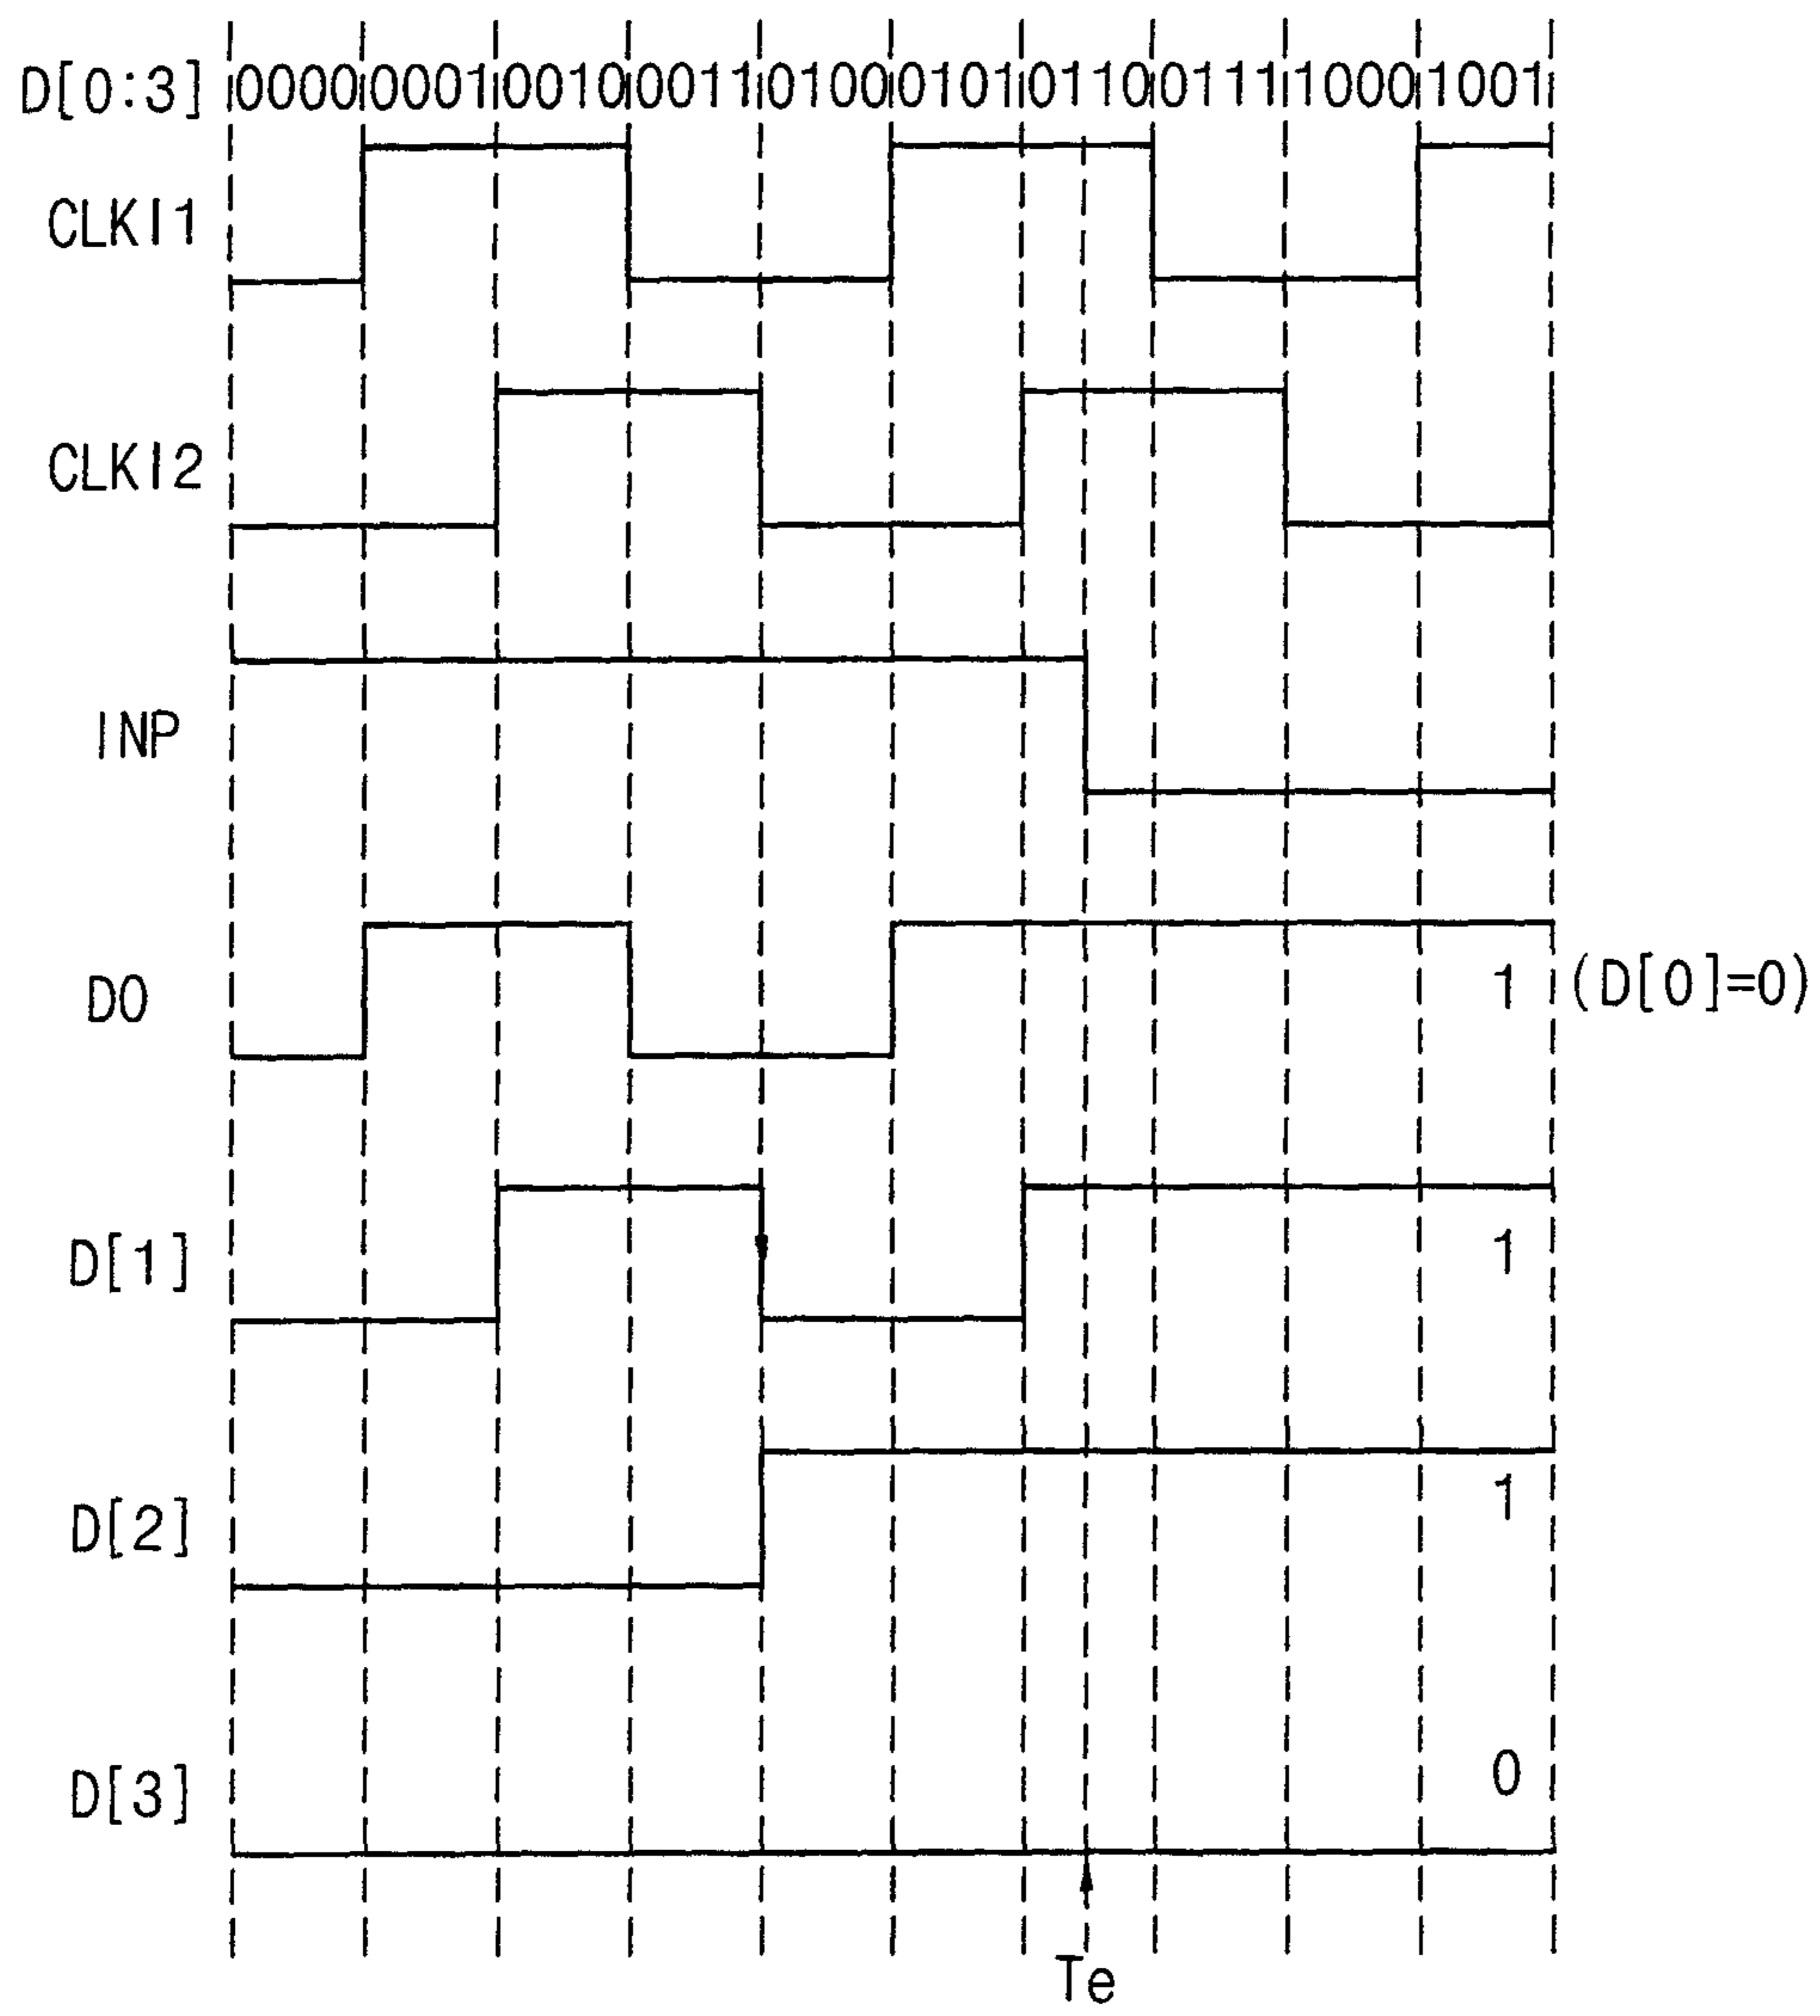 D[0:3] 0000 0001 0010 0011 0100 0101 0110 0111 1000 1001
CLKI1
CLKI2
INP
D0 1 (D[0]=0)
D[1] 1
D[2] 1
D[3] 0
Te